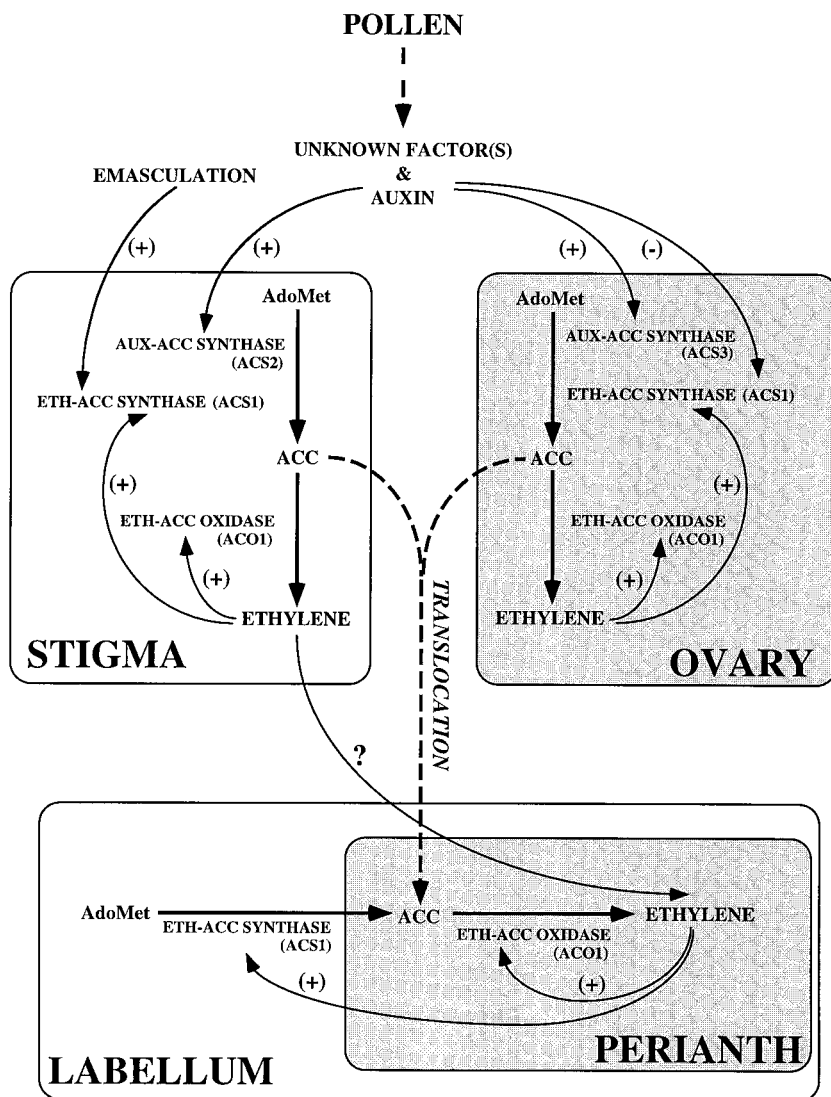 POLLEN
UNKNOWN FACTOR(S)
&
AUXIN
EMASCULATION
(+)
(+)
(+)
(-)
AdoMet
AUX-ACC SYNTHASE
(ACS2)
ETH-ACC SYNTHASE (ACS1)
ACC
(+)
ETH-ACC OXIDASE
(ACO1)
(+)
ETHYLENE
STIGMA
AdoMet
AUX-ACC SYNTHASE
(ACS3)
ETH-ACC SYNTHASE (ACS1)
ACC
(+)
ETH-ACC OXIDASE
(ACO1)
(+)
ETHYLENE
OVARY
TRANSLOCATION
?
AdoMet
ETH-ACC SYNTHASE
(ACS1)
ACC
ETH-ACC OXIDASE
(ACO1)
ETHYLENE
(+)
(+)
PERIANTH
LABELLUM